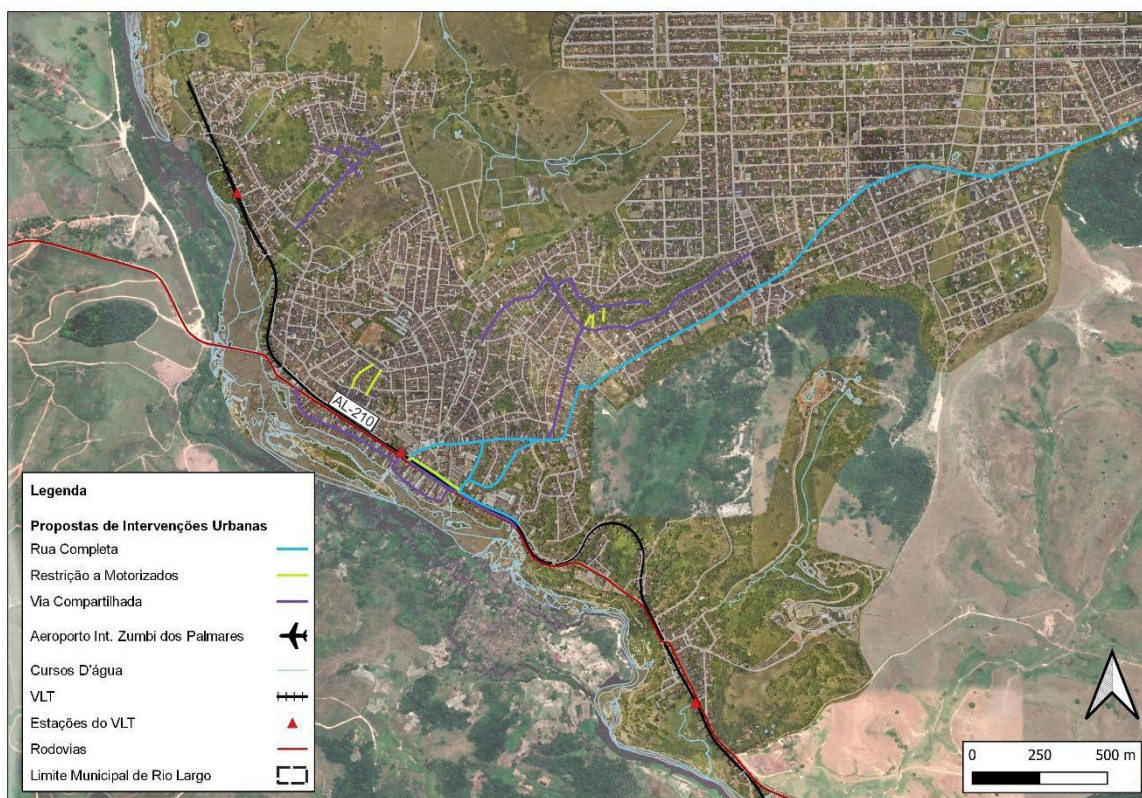 AL-210
Legenda
Propostas de Intervenções Urbanas
Rua Completa
Restrição a Motorizados
Via Compartilhada
Aeroporto Int. Zumbi dos Palmares
Cursos D'água
VLT
Estações do VLT
Rodovias
Limite Municipal de Rio Largo
0 250 500 m